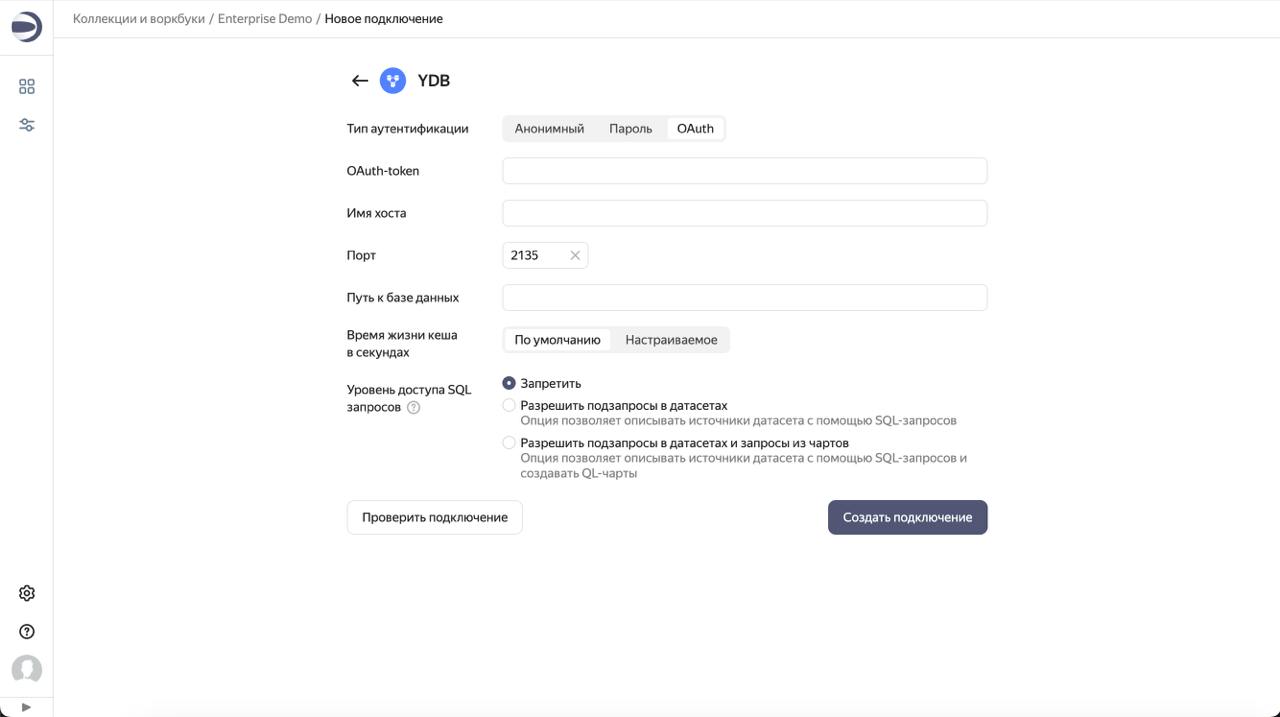 Коллекции и воркбуки / Enterprise Demo / Новое подключение
YDB
Тип аутентификации
Анонимный Пароль OAuth
OAuth-token
Имя хоста
Порт
2135
Путь к базе данных
Время жизни кеша
в секундах
По умолчанию Настраиваемое
Уровень доступа SQL
запросов
Запретить
Разрешить подзапросы в датасетах
Опция позволяет описывать источники датасета с помощью SQL-запросов
Разрешить подзапросы в датасетах и запросы из чартов
Опция позволяет описывать источники датасета с помощью SQL-запросов и
создавать QL-чарты
Проверить подключение
Создать подключение